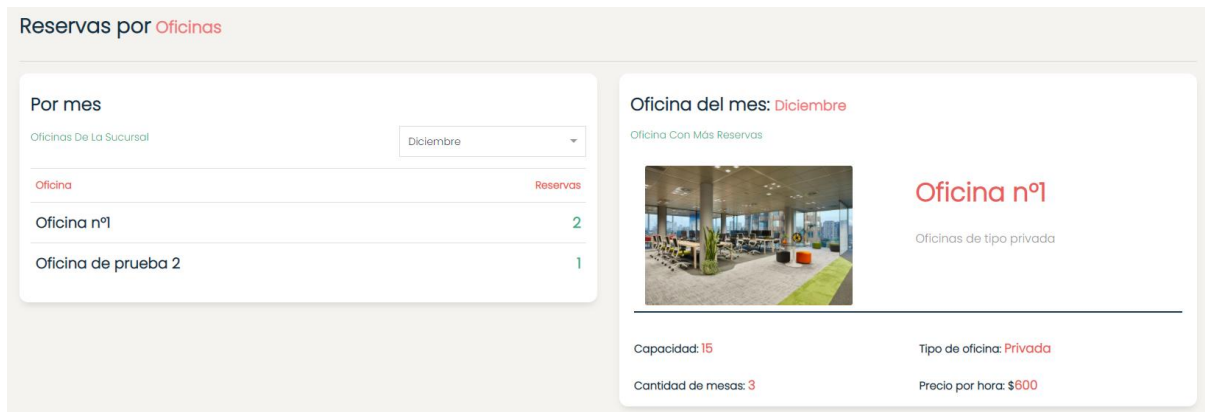 Reservas por Oficinas
Por mes
Oficinas De La Sucursal
Diciembre
Oficina Reservas
Oficina nº1 2
Oficina de prueba 2 1
Oficina del mes: Diciembre
Oficina Con Más Reservas
Oficina nº1
Oficinas de tipo privada
Capacidad: 15 Tipo de oficina: Privada
Cantidad de mesas: 3 Precio por hora: $600